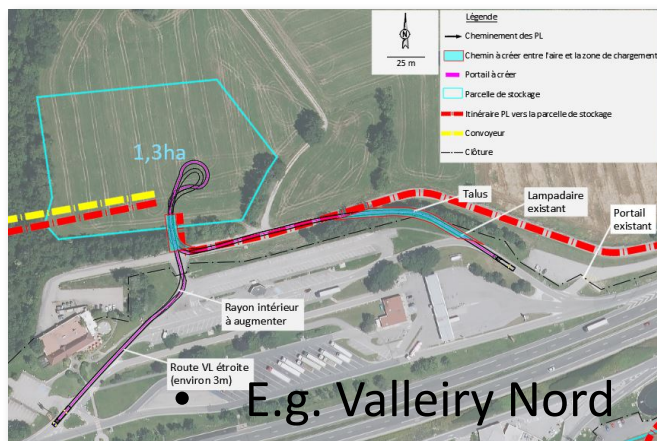 Légende
N
25 m
Cheminement des PL
Chemin à créer entre l'aire et la zone de chargement
Portail à créer
Parcelle de stockage
Itinéraire PL vers la parcelle de stockage
Convoyeur
Clôture
1,3ha
Talus
Lampadaire
existant
Portail
existant
Rayon intérieur
à augmenter
Route VL étroite
(environ 3m)
• E.g. Valleiry Nord